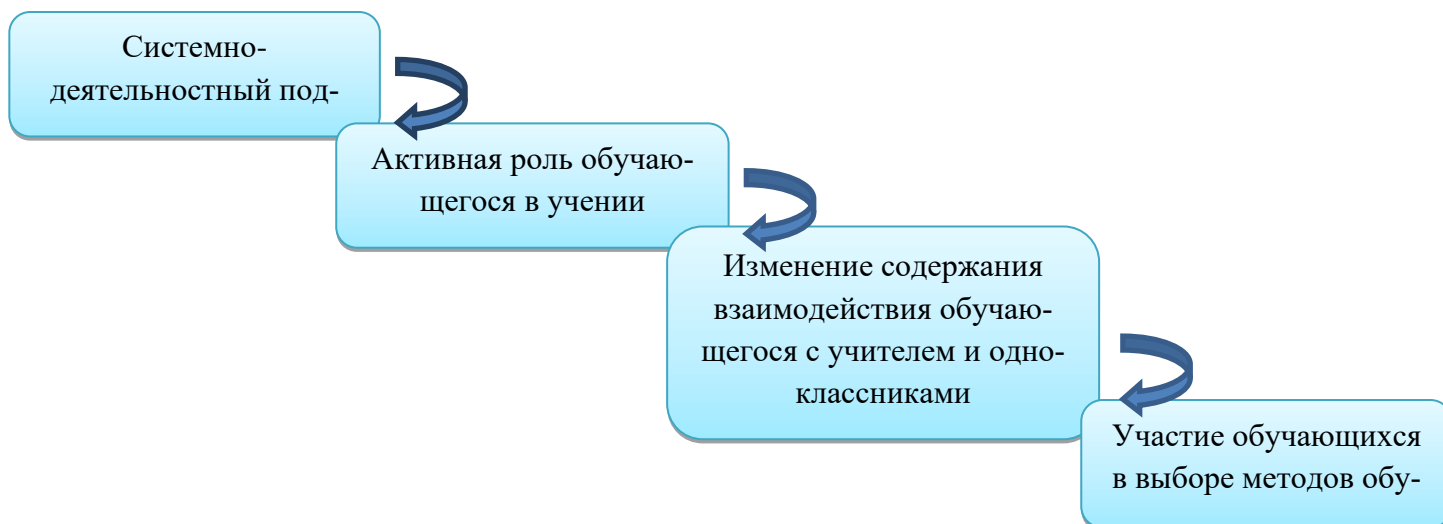 Системно-
деятельностный под-
Активная роль обучаю-
щегося в учении
Изменение содержания
взаимодействия обучаю-
щегося с учителем и одно-
классниками
Участие обучающихся
в выборе методов обу-